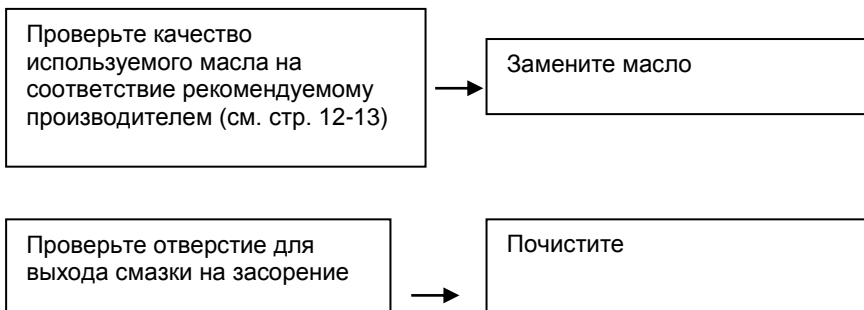 Проверьте качество
используемого масла на
соответствие рекомендуемому
производителем (см. стр. 12-13)
Замените масло
Проверьте отверстие для
выхода смазки на засорение
Почистите